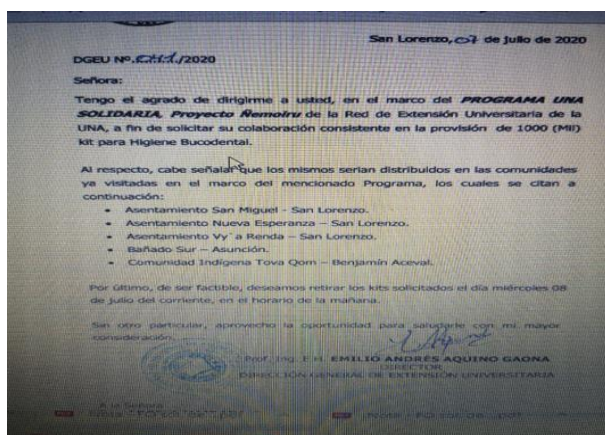 San Lorenzo, 07 de julio de 2020
DGEU Nº. /2020
Señora:
Tengo el agrado de dirigirme a usted, en el marco del PROGRAMA UNA
SOLIDARIA, Proyecto Ñemoiru de la Red de Extensión Universitaria de la
UNA, a fin de solicitar su colaboración consistente en la provisión de 1000 (Mil)
kit para Higiene Bucodental.
Al respecto, cabe señalar que los mismos serian distribuidos en las comunidades
ya visitadas en el marco del mencionado Programa, los cuales se citan a
continuación:
• Asentamiento San Miguel - San Lorenzo.
• Asentamiento Nueva Esperanza – San Lorenzo.
• Asentamiento Vy´a Renda – San Lorenzo.
• Bañado Sur – Asunción.
• Comunidad Indígena Tova Qom – Benjamín Aceval.
Por último, de ser factible, deseamos retirar los kits solicitados el día miércoles 08
de julio del corriente, en el horario de la mañana.
Sin otro particular, aprovecho la oportunidad para saludarle con mi mayor
consideración.
Prof. Ing. E.H. EMILIO ANDRÉS AQUINO GAONA
DIRECTOR
DIRECCIÓN GENERAL DE EXTENSIÓN UNIVERSITARIA
A la Señora